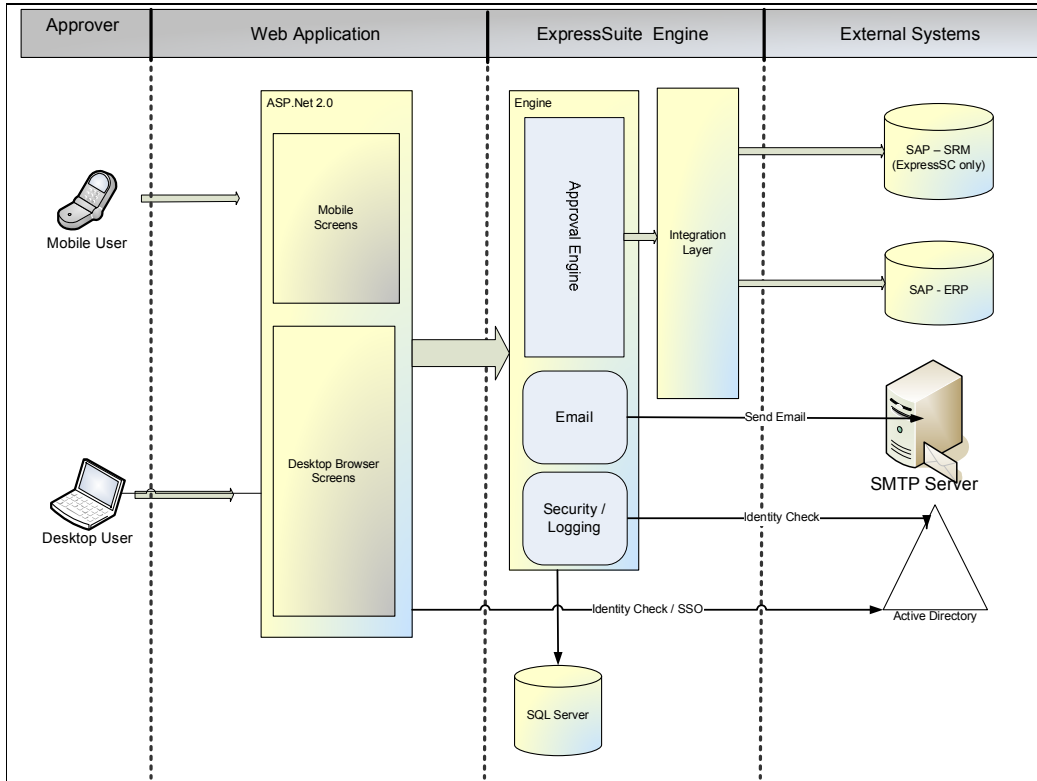 Approver
Web Application
ExpressSuite Engine
External Systems
ASP.Net 2.0
Mobile
Screens
Desktop Browser
Screens
Mobile User
Desktop User
Engine
Approval Engine
Integration
Layer
Email
Security /
Logging
SAP – SRM
(ExpressSC only)
SAP - ERP
Send Email
SMTP Server
Identity Check
Identity Check / SSO
Active Directory
SQL Server